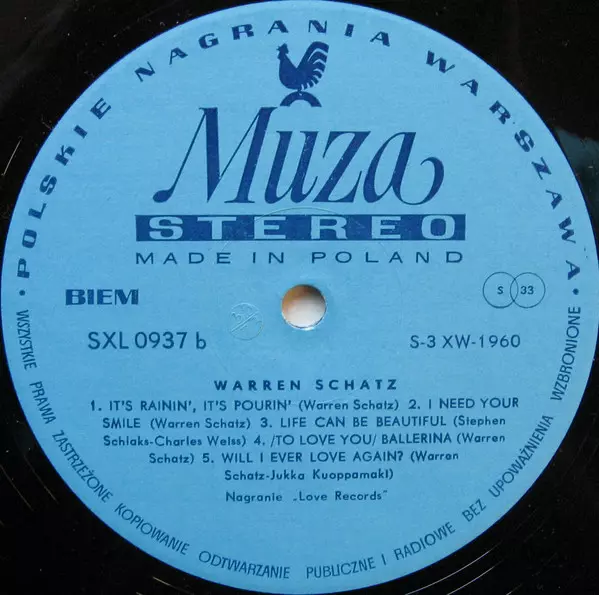 · POLSKIE NAGRANIA WARSZAWA ·
Muza
STEREO
MADE IN POLAND
BIEM
S 33
SXL 0937 b
S-3 XW-1960
WARREN SCHATZ
1. IT'S RAININ', IT'S POURIN' (Warren Schatz) 2. I NEED YOUR
SMILE (Warren Schatz) 3. LIFE CAN BE BEAUTIFUL (Stephen
Schlaks-Charles Weiss) 4. /TO LOVE YOU/ BALLERINA (Warren
Schatz) 5. WILL I EVER LOVE AGAIN? (Warren
Schatz-Jukka Kuoppamaki)
Nagranie „Love Records"
WSZYSTKIE PRAWA ZASTRZEŻONE KOPIOWANIE ODTWARZANIE PUBLICZNE I RADIOWE BEZ UPOWAŻNIENIA WZBRONIONE